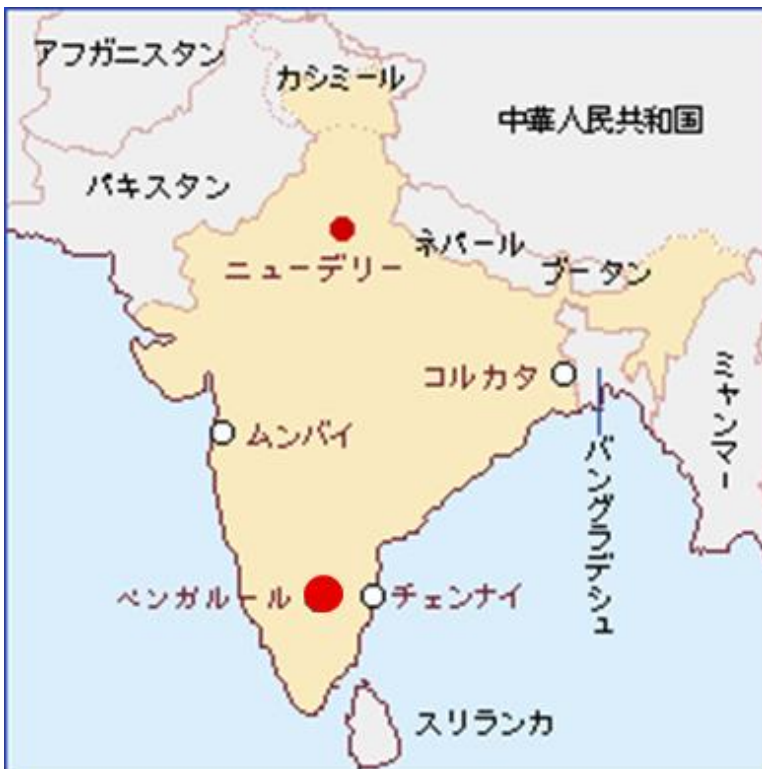 アフガニスタン
カシミール
中華人民共和国
パキスタン
ネパール
ニューデリー
ブータン
コルカタ
ミャンマー
ムンバイ
バングラデシュ
ベンガルール
チェンナイ
スリランカ